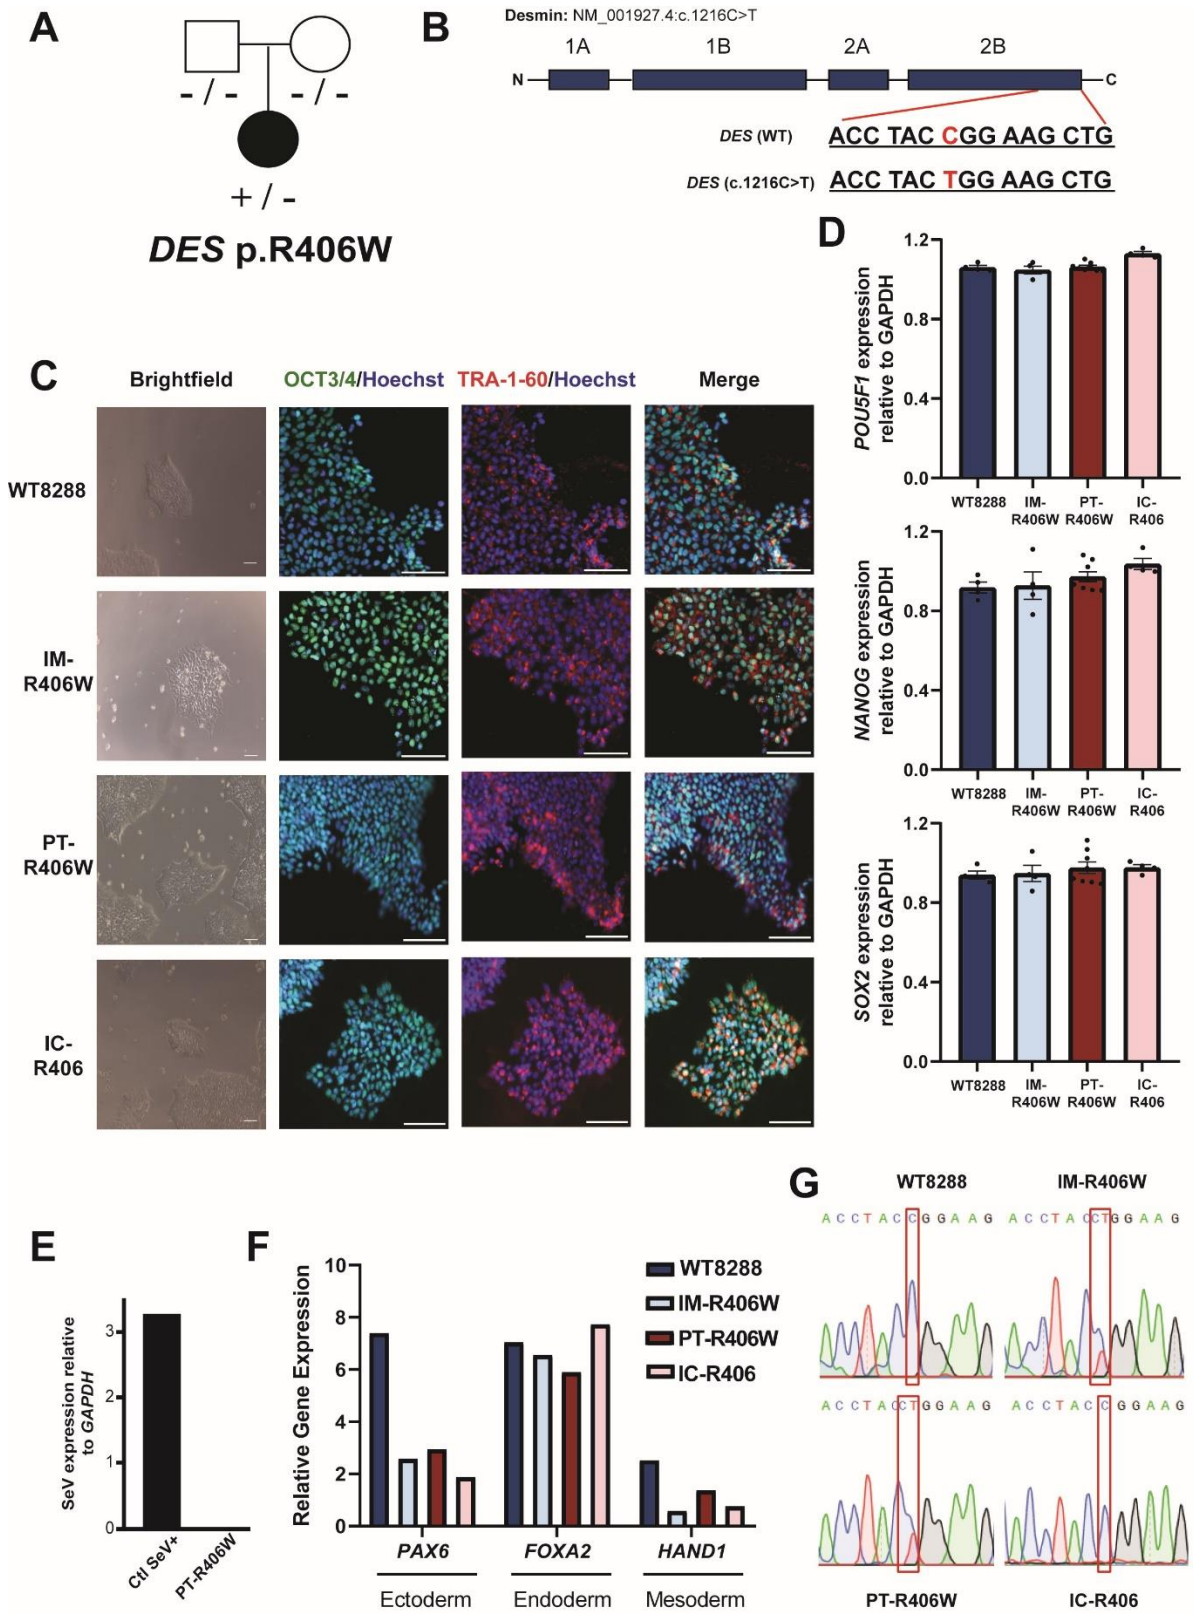 A
- / -
- / -
+ / -
DES p.R406W
B
Desmin: NM_001927.4:c.1216C>T
1A 1B 2A 2B
N C
DES (WT) ACC TAC CGG AAG CTG
DES (c.1216C>T) ACC TAC TGG AAG CTG
C
Brightfield OCT3/4/Hoechst TRA-1-60/Hoechst Merge
WT8288
IM-
R406W
PT-
R406W
IC-
R406
D
POU5F1 expression
relative to GAPDH
1.2
0.8
0.4
0.0
WT8288 IM-R406W PT-R406W IC-R406
NANOG expression
relative to GAPDH
1.2
0.8
0.4
0.0
WT8288 IM-R406W PT-R406W IC-R406
SOX2 expression
relative to GAPDH
1.2
0.8
0.4
0.0
WT8288 IM-R406W PT-R406W IC-R406
E
SeV expression relative
to GAPDH
3
2
1
0
Ctl SeV+
PT-R406W
F
Relative Gene Expression
10
8
6
4
2
0
WT8288
IM-R406W
PT-R406W
IC-R406
PAX6 FOXA2 HAND1
Ectoderm Endoderm Mesoderm
G
WT8288 IM-R406W
A C C T A C C G G A A G A C C T A C C T G G A A G
A C C T A C C T G G A A G A C C T A C C G G A A G
PT-R406W IC-R406